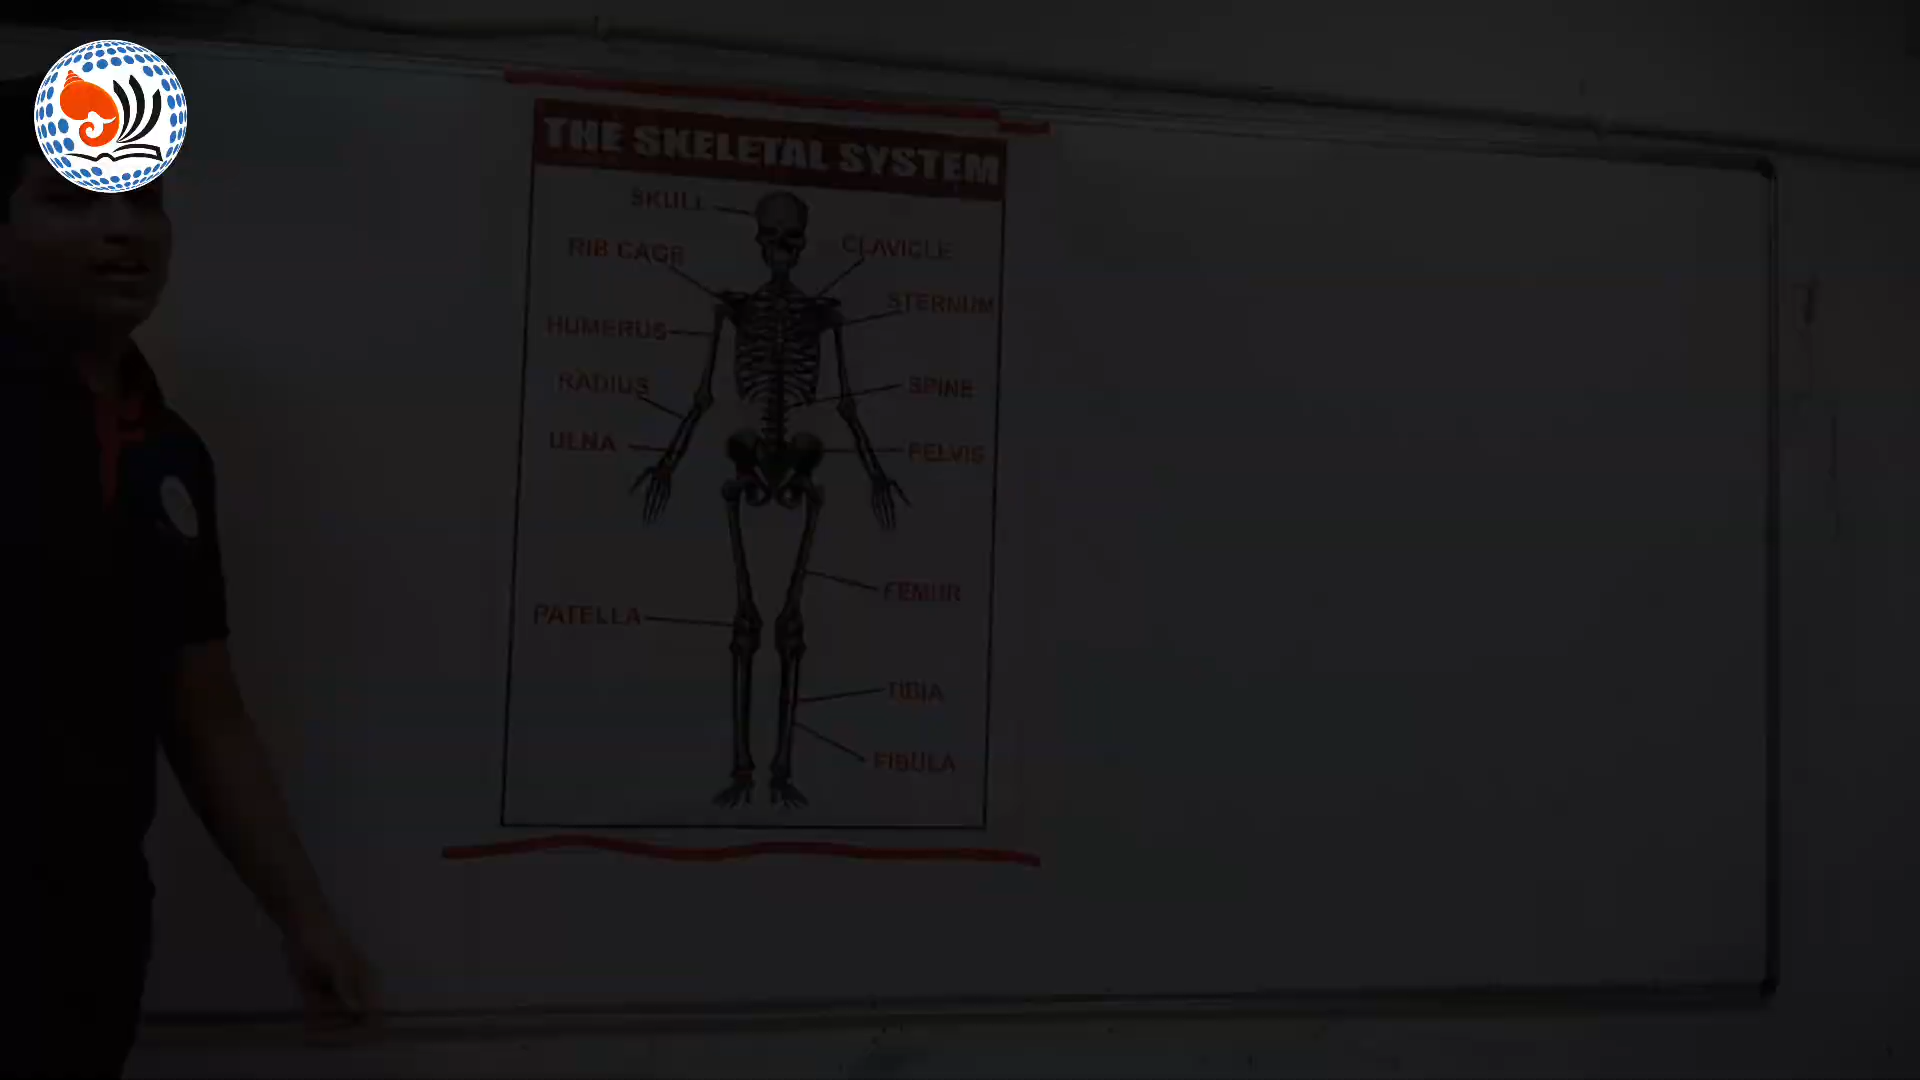 THE SKELETAL SYSTEM
SKULL
RIB CAGE
CLAVICLE
STERNUM
HUMERUS
RADIUS
SPINE
ULNA
PELVIS
FEMUR
PATELLA
TIBIA
FIBULA